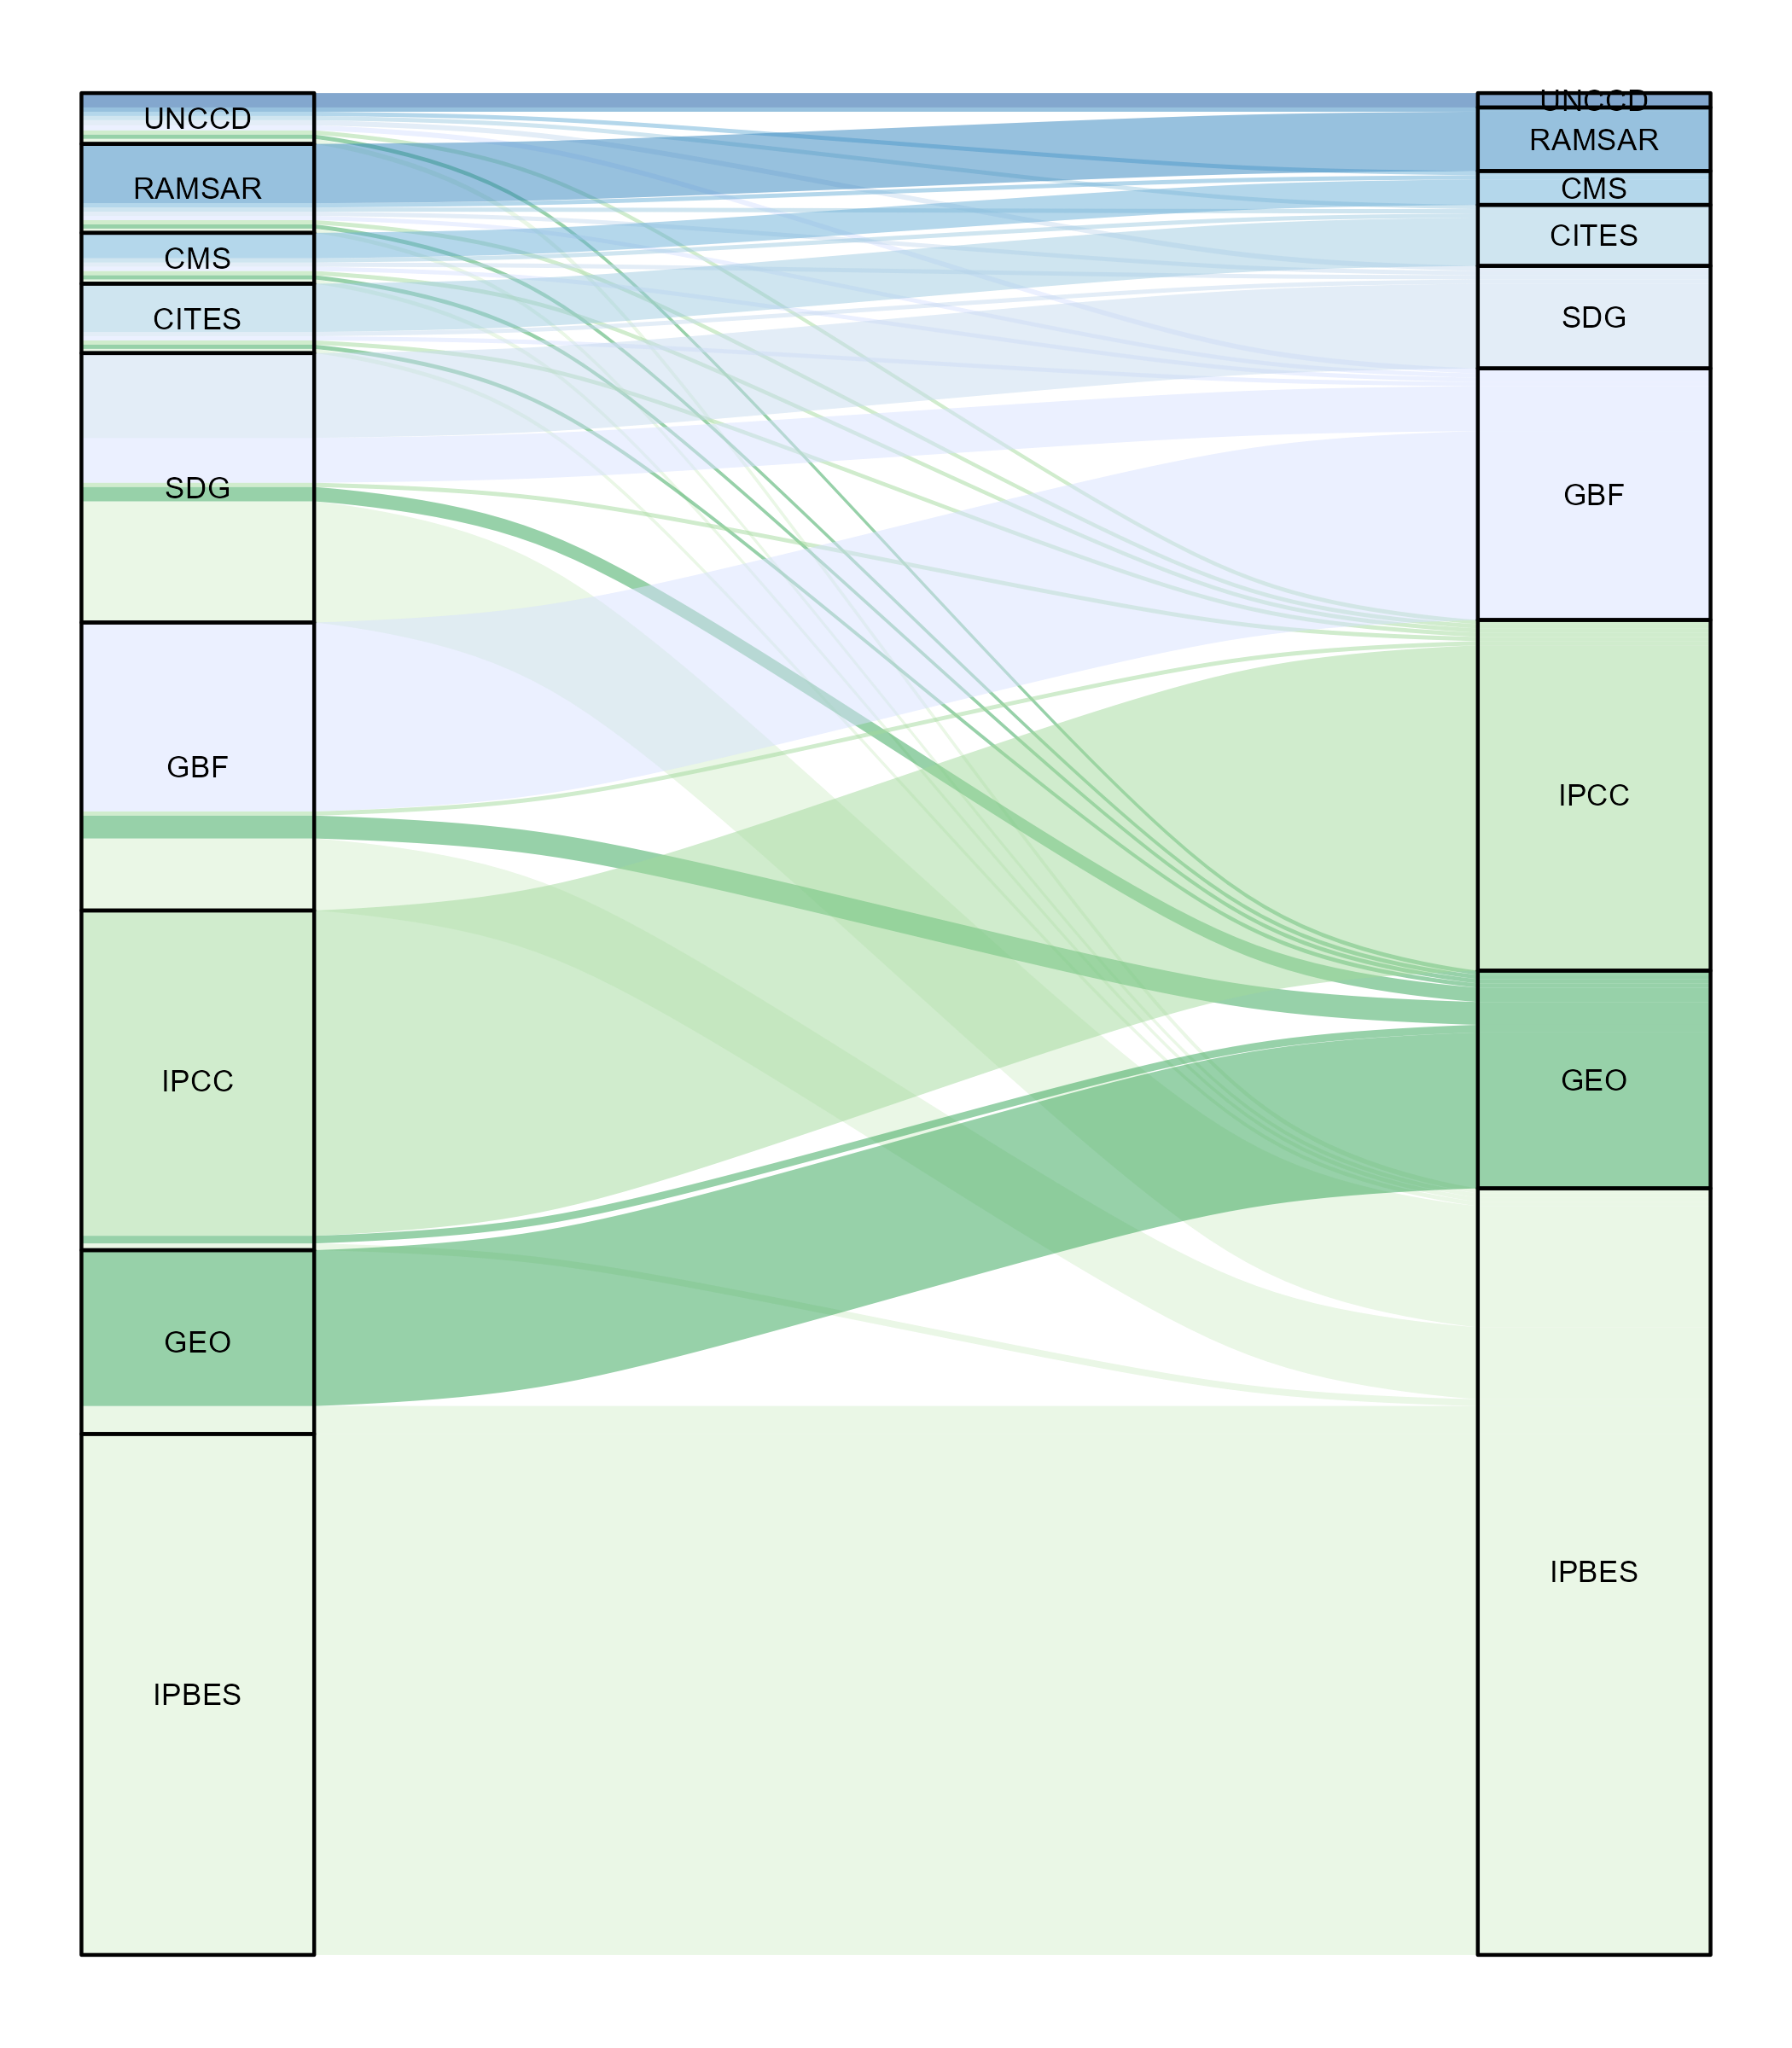 UNCCD
RAMSAR
CMS
CITES
SDG
GBF
IPCC
GEO
IPBES
UNCCD
RAMSAR
CMS
CITES
SDG
GBF
IPCC
GEO
IPBES